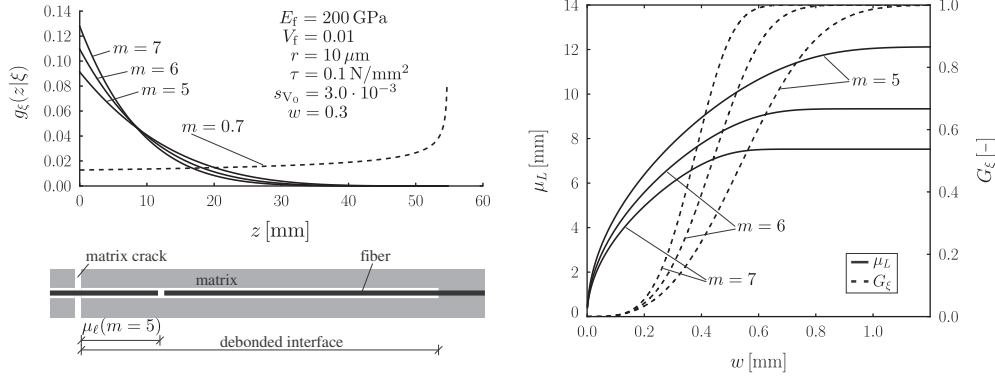 E_f = 200 GPa
V_f = 0.01
r = 10 μm
τ = 0.1 N/mm²
s_V₀ = 3.0 · 10⁻³
w = 0.3
m = 7
m = 6
m = 5
m = 0.7
g_ξ(z|ξ)
0.14
0.12
0.10
0.08
0.06
0.04
0.02
0.00
0 10 20 30 40 50 60
z [mm]
matrix crack
fiber
matrix
μ_ℓ(m = 5)
debonded interface
μ_L [mm]
14
12
10
8
6
4
2
0
m = 5
m = 6
m = 7
μ_L
G_ξ
1.0
0.8
0.6
0.4
0.2
0.0
G_ξ [−]
0.0 0.2 0.4 0.6 0.8 1.0
w [mm]